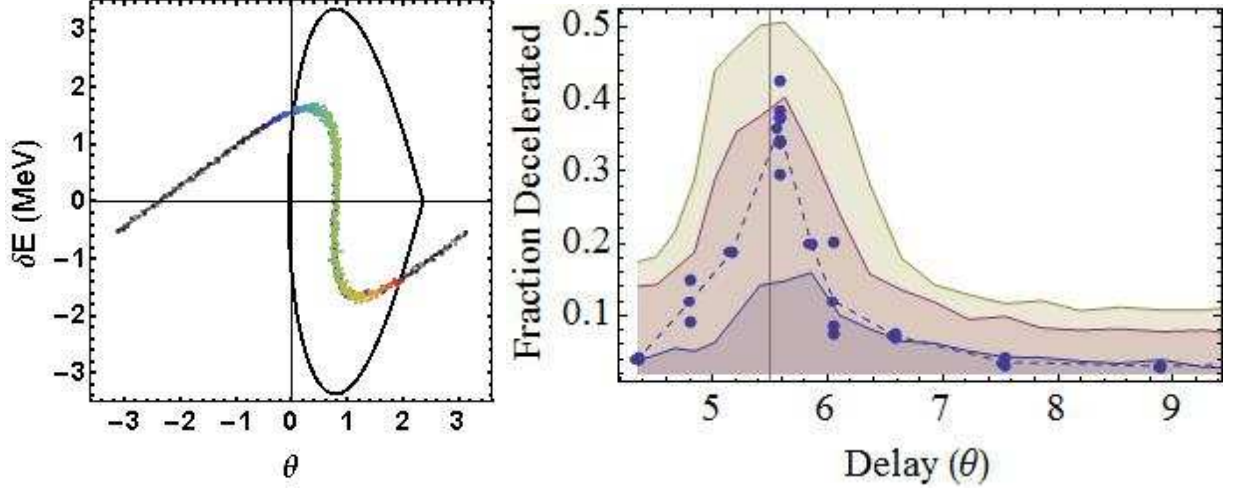 3
2
1
0
−1
−2
−3
δE (MeV)
−3 −2 −1 0 1 2 3
θ
0.5
0.4
0.3
0.2
0.1
Fraction Decelerated
5 6 7 8 9
Delay (θ)